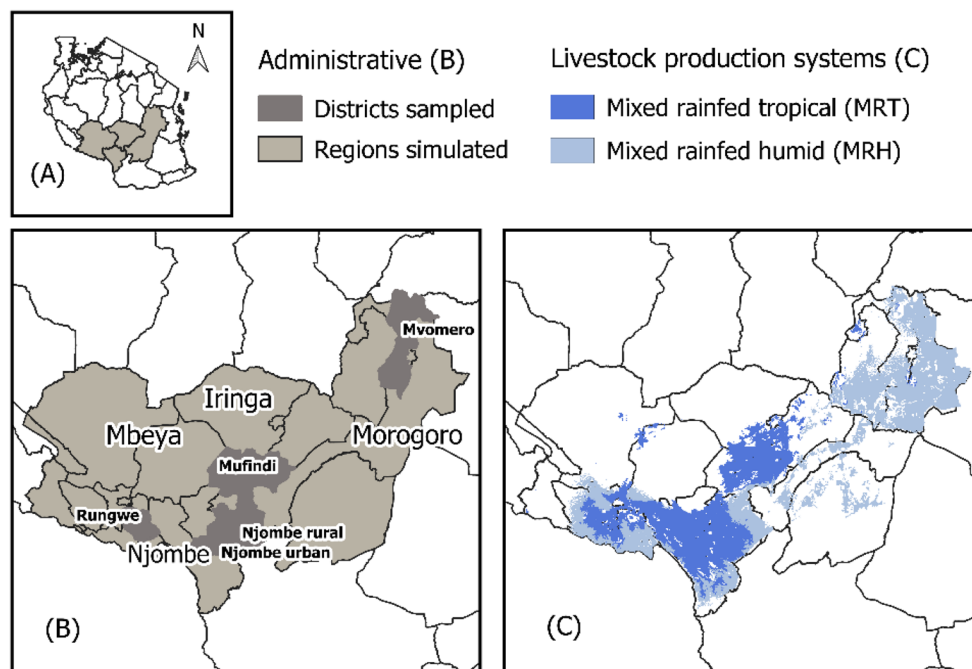 N
(A)
Administrative (B)
Districts sampled
Regions simulated
Livestock production systems (C)
Mixed rainfed tropical (MRT)
Mixed rainfed humid (MRH)
Mvomero
Iringa
Mbeya
Morogoro
Mufindi
Rungwe
Njombe rural
Njombe
Njombe urban
(B)
(C)